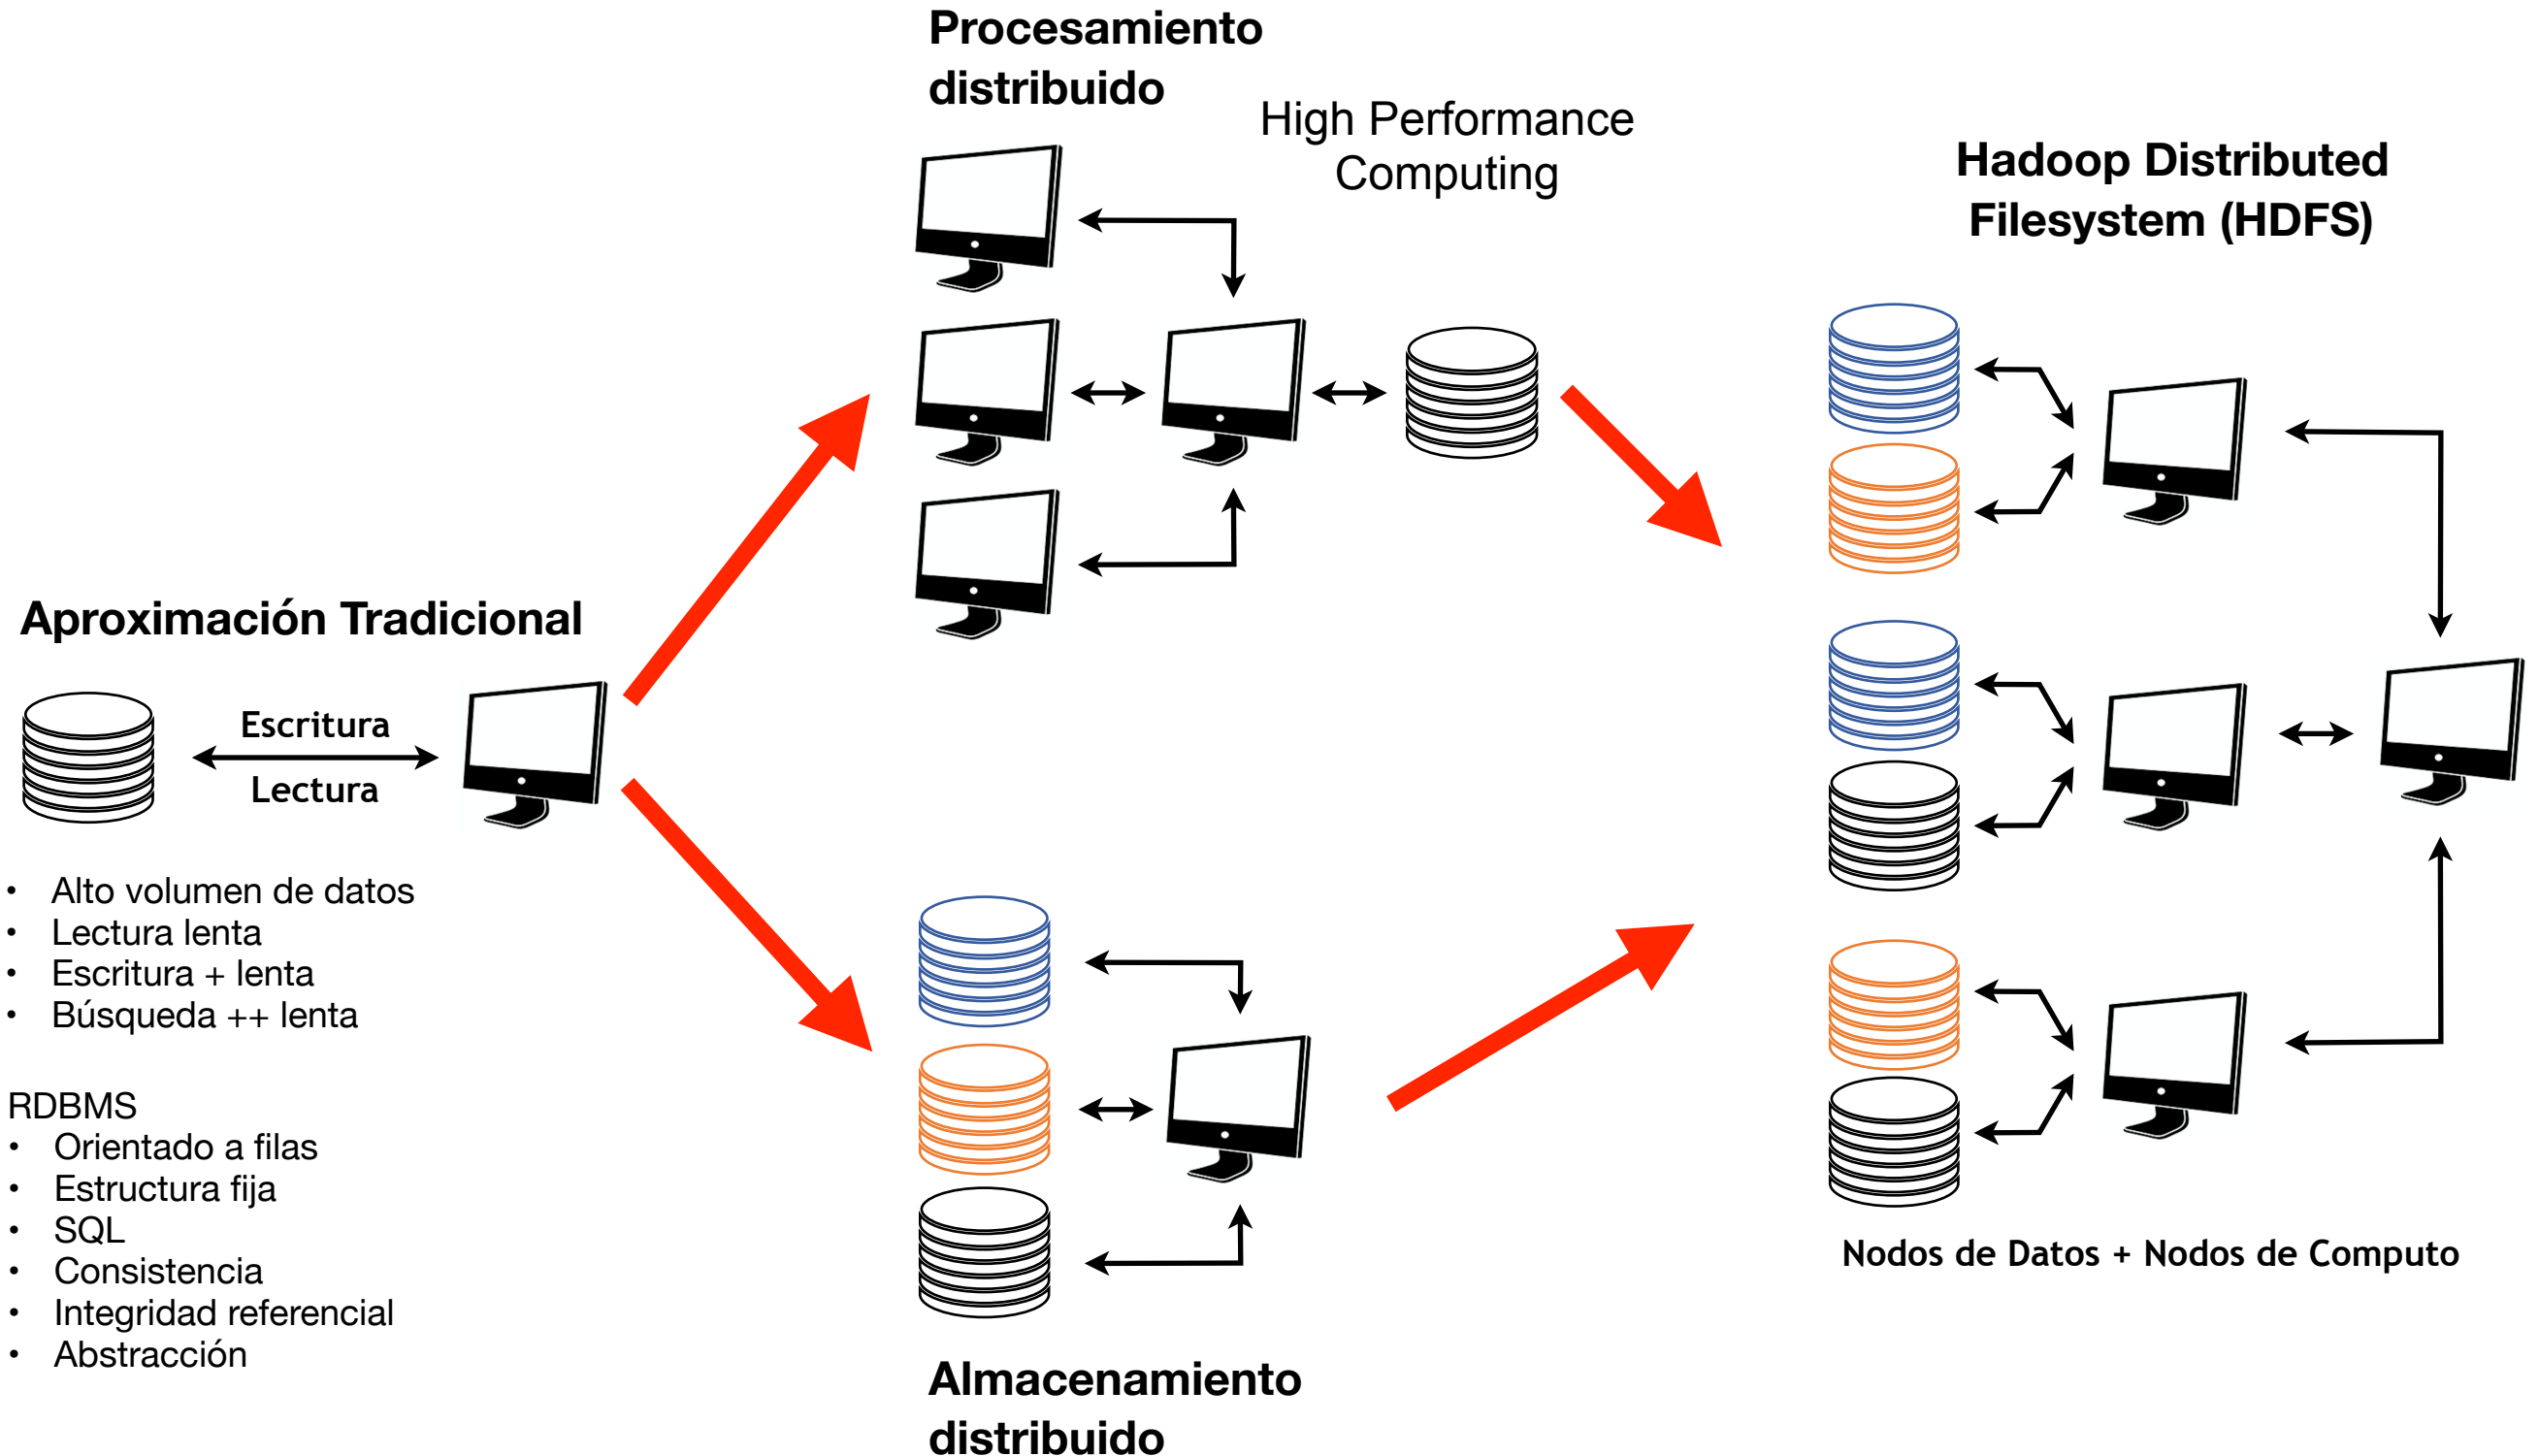 Procesamiento
distribuido
High Performance
Computing
Hadoop Distributed
Filesystem (HDFS)
Aproximación Tradicional
Escritura
Lectura
• Alto volumen de datos
• Lectura lenta
• Escritura + lenta
• Búsqueda ++ lenta
RDBMS
• Orientado a filas
• Estructura fija
• SQL
• Consistencia
• Integridad referencial
• Abstracción
Nodos de Datos + Nodos de Computo
Almacenamiento
distribuido